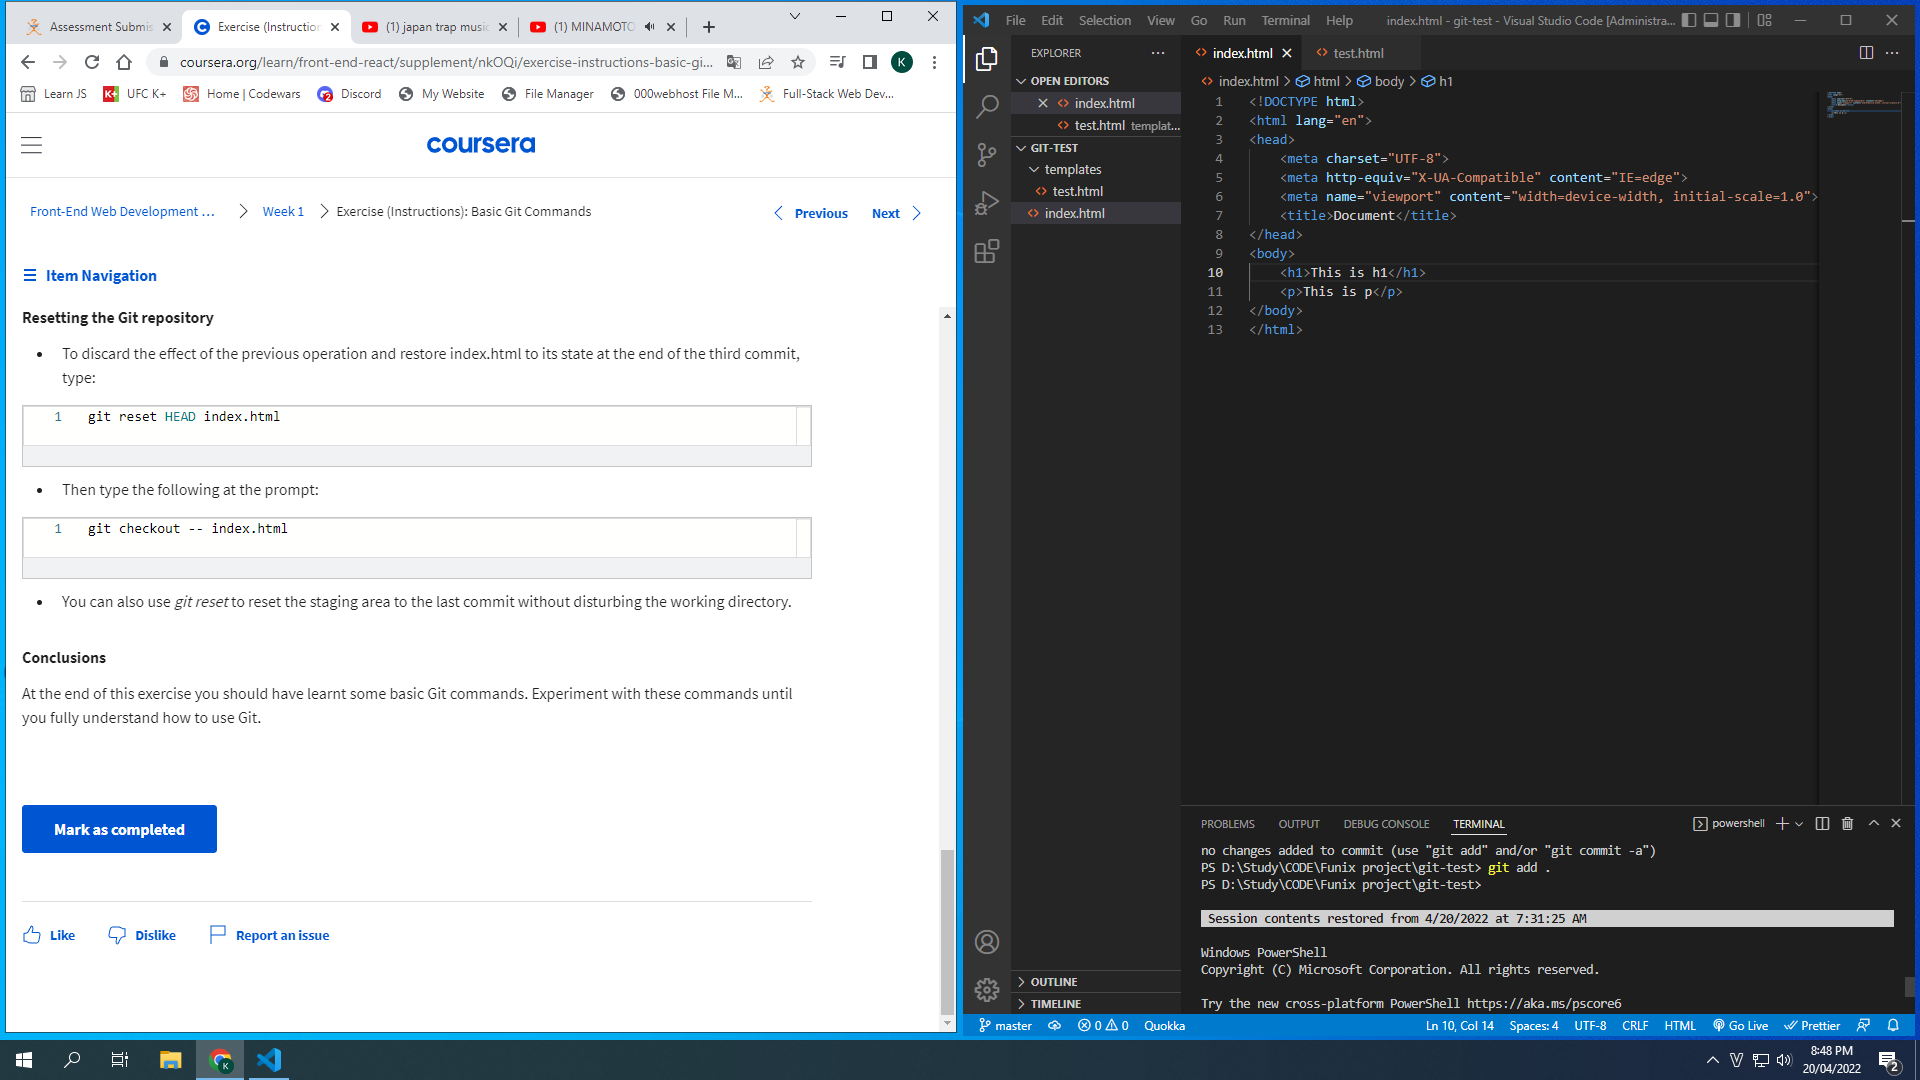 Assessment Submis
Exercise (Instruction
(1) japan trap music
(1) MINAMOTO
coursera.org/learn/front-end-react/supplement/nkOQi/exercise-instructions-basic-gi...
K
Learn JS
UFC K+
Home | Codewars
Discord
My Website
File Manager
000webhost File M...
Full-Stack Web Dev...
coursera
Front-End Web Development ...
Week 1
Exercise (Instructions): Basic Git Commands
Previous
Next
Item Navigation
Resetting the Git repository
• To discard the effect of the previous operation and restore index.html to its state at the end of the third commit,
type:
1 git reset HEAD index.html
• Then type the following at the prompt:
1 git checkout -- index.html
• You can also use git reset to reset the staging area to the last commit without disturbing the working directory.
Conclusions
At the end of this exercise you should have learnt some basic Git commands. Experiment with these commands until
you fully understand how to use Git.
Mark as completed
Like
Dislike
Report an issue
File Edit Selection View Go Run Terminal Help
index.html - git-test - Visual Studio Code [Administra...
EXPLORER
OPEN EDITORS
index.html
test.html templat...
GIT-TEST
templates
test.html
index.html
OUTLINE
TIMELINE
index.html
test.html
index.html > html > body > h1
1 <!DOCTYPE html>
2 <html lang="en">
3 <head>
4 <meta charset="UTF-8">
5 <meta http-equiv="X-UA-Compatible" content="IE=edge">
6 <meta name="viewport" content="width=device-width, initial-scale=1.0">
7 <title>Document</title>
8 </head>
9 <body>
10 <h1>This is h1</h1>
11 <p>This is p</p>
12 </body>
13 </html>
PROBLEMS OUTPUT DEBUG CONSOLE TERMINAL
powershell
no changes added to commit (use "git add" and/or "git commit -a")
PS D:\Study\CODE\Funix project\git-test> git add .
PS D:\Study\CODE\Funix project\git-test>
Session contents restored from 4/20/2022 at 7:31:25 AM
Windows PowerShell
Copyright (C) Microsoft Corporation. All rights reserved.
Try the new cross-platform PowerShell https://aka.ms/pscore6
master
0 0
Quokka
Ln 10, Col 14
Spaces: 4
UTF-8
CRLF
HTML
Go Live
Prettier
8:48 PM
20/04/2022
2